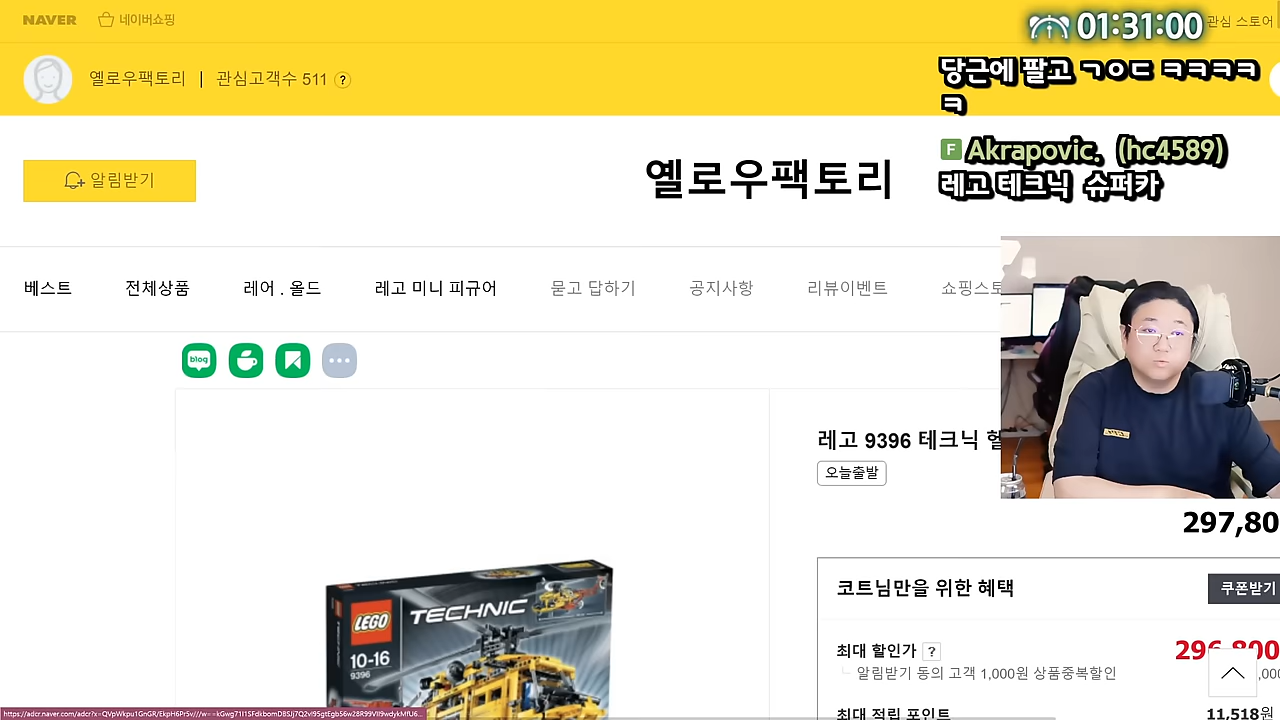 NAVER 네이버쇼핑
01:31:00
관심 스토어
옐로우팩토리 | 관심고객수 511 ?
당근에 팔고 ㄱㅇㄷ ㅋㅋㅋㅋ
ㅋ
F Akrapovic. (hc4589)
레고 테크닉 슈퍼카
알림받기
옐로우팩토리
베스트 전체상품 레어 . 올드 레고 미니 피규어 묻고 답하기 공지사항 리뷰이벤트 쇼핑스토
blog
레고 9396 테크닉 헬
오늘출발
297,80
코트님만을 위한 혜택
쿠폰받기
최대 할인가 ?
296,800
알림받기 동의 고객 1,000원 상품중복할인
최대 적립 포인트
11,518원
LEGO TECHNIC
10-16
9396